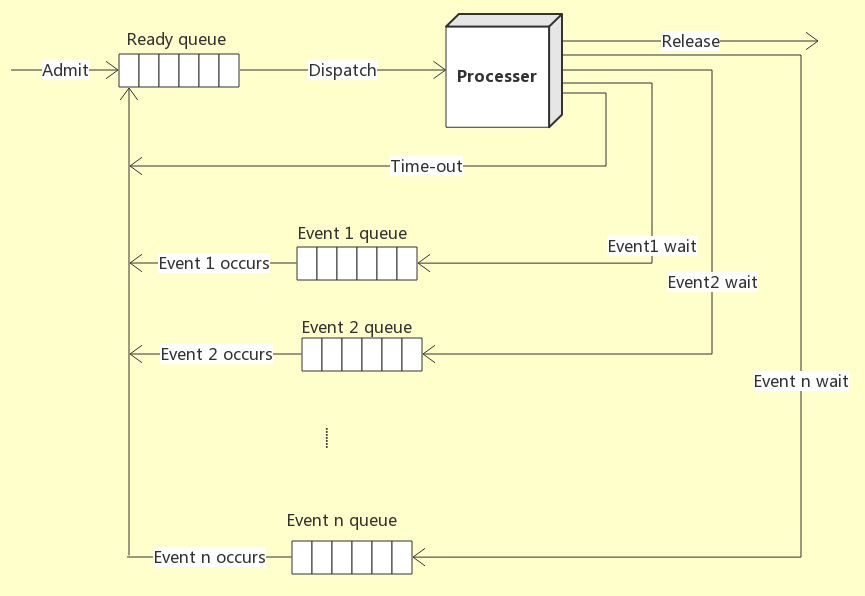 Ready queue
Release
Admit
Dispatch
Processer
Time-out
Event 1 queue
Event1 wait
Event 1 occurs
Event2 wait
Event 2 queue
Event 2 occurs
Event n wait
Event n queue
Event n occurs